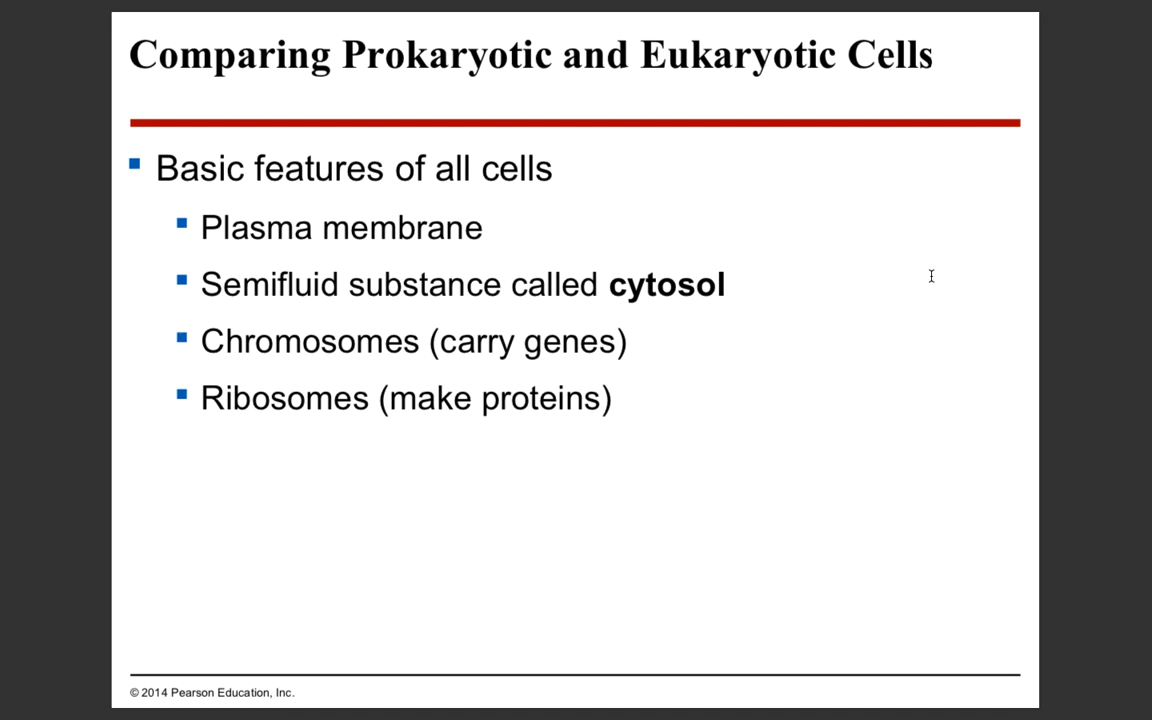 Comparing Prokaryotic and Eukaryotic Cells
Basic features of all cells
Plasma membrane
Semifluid substance called cytosol
Chromosomes (carry genes)
Ribosomes (make proteins)
© 2014 Pearson Education, Inc.